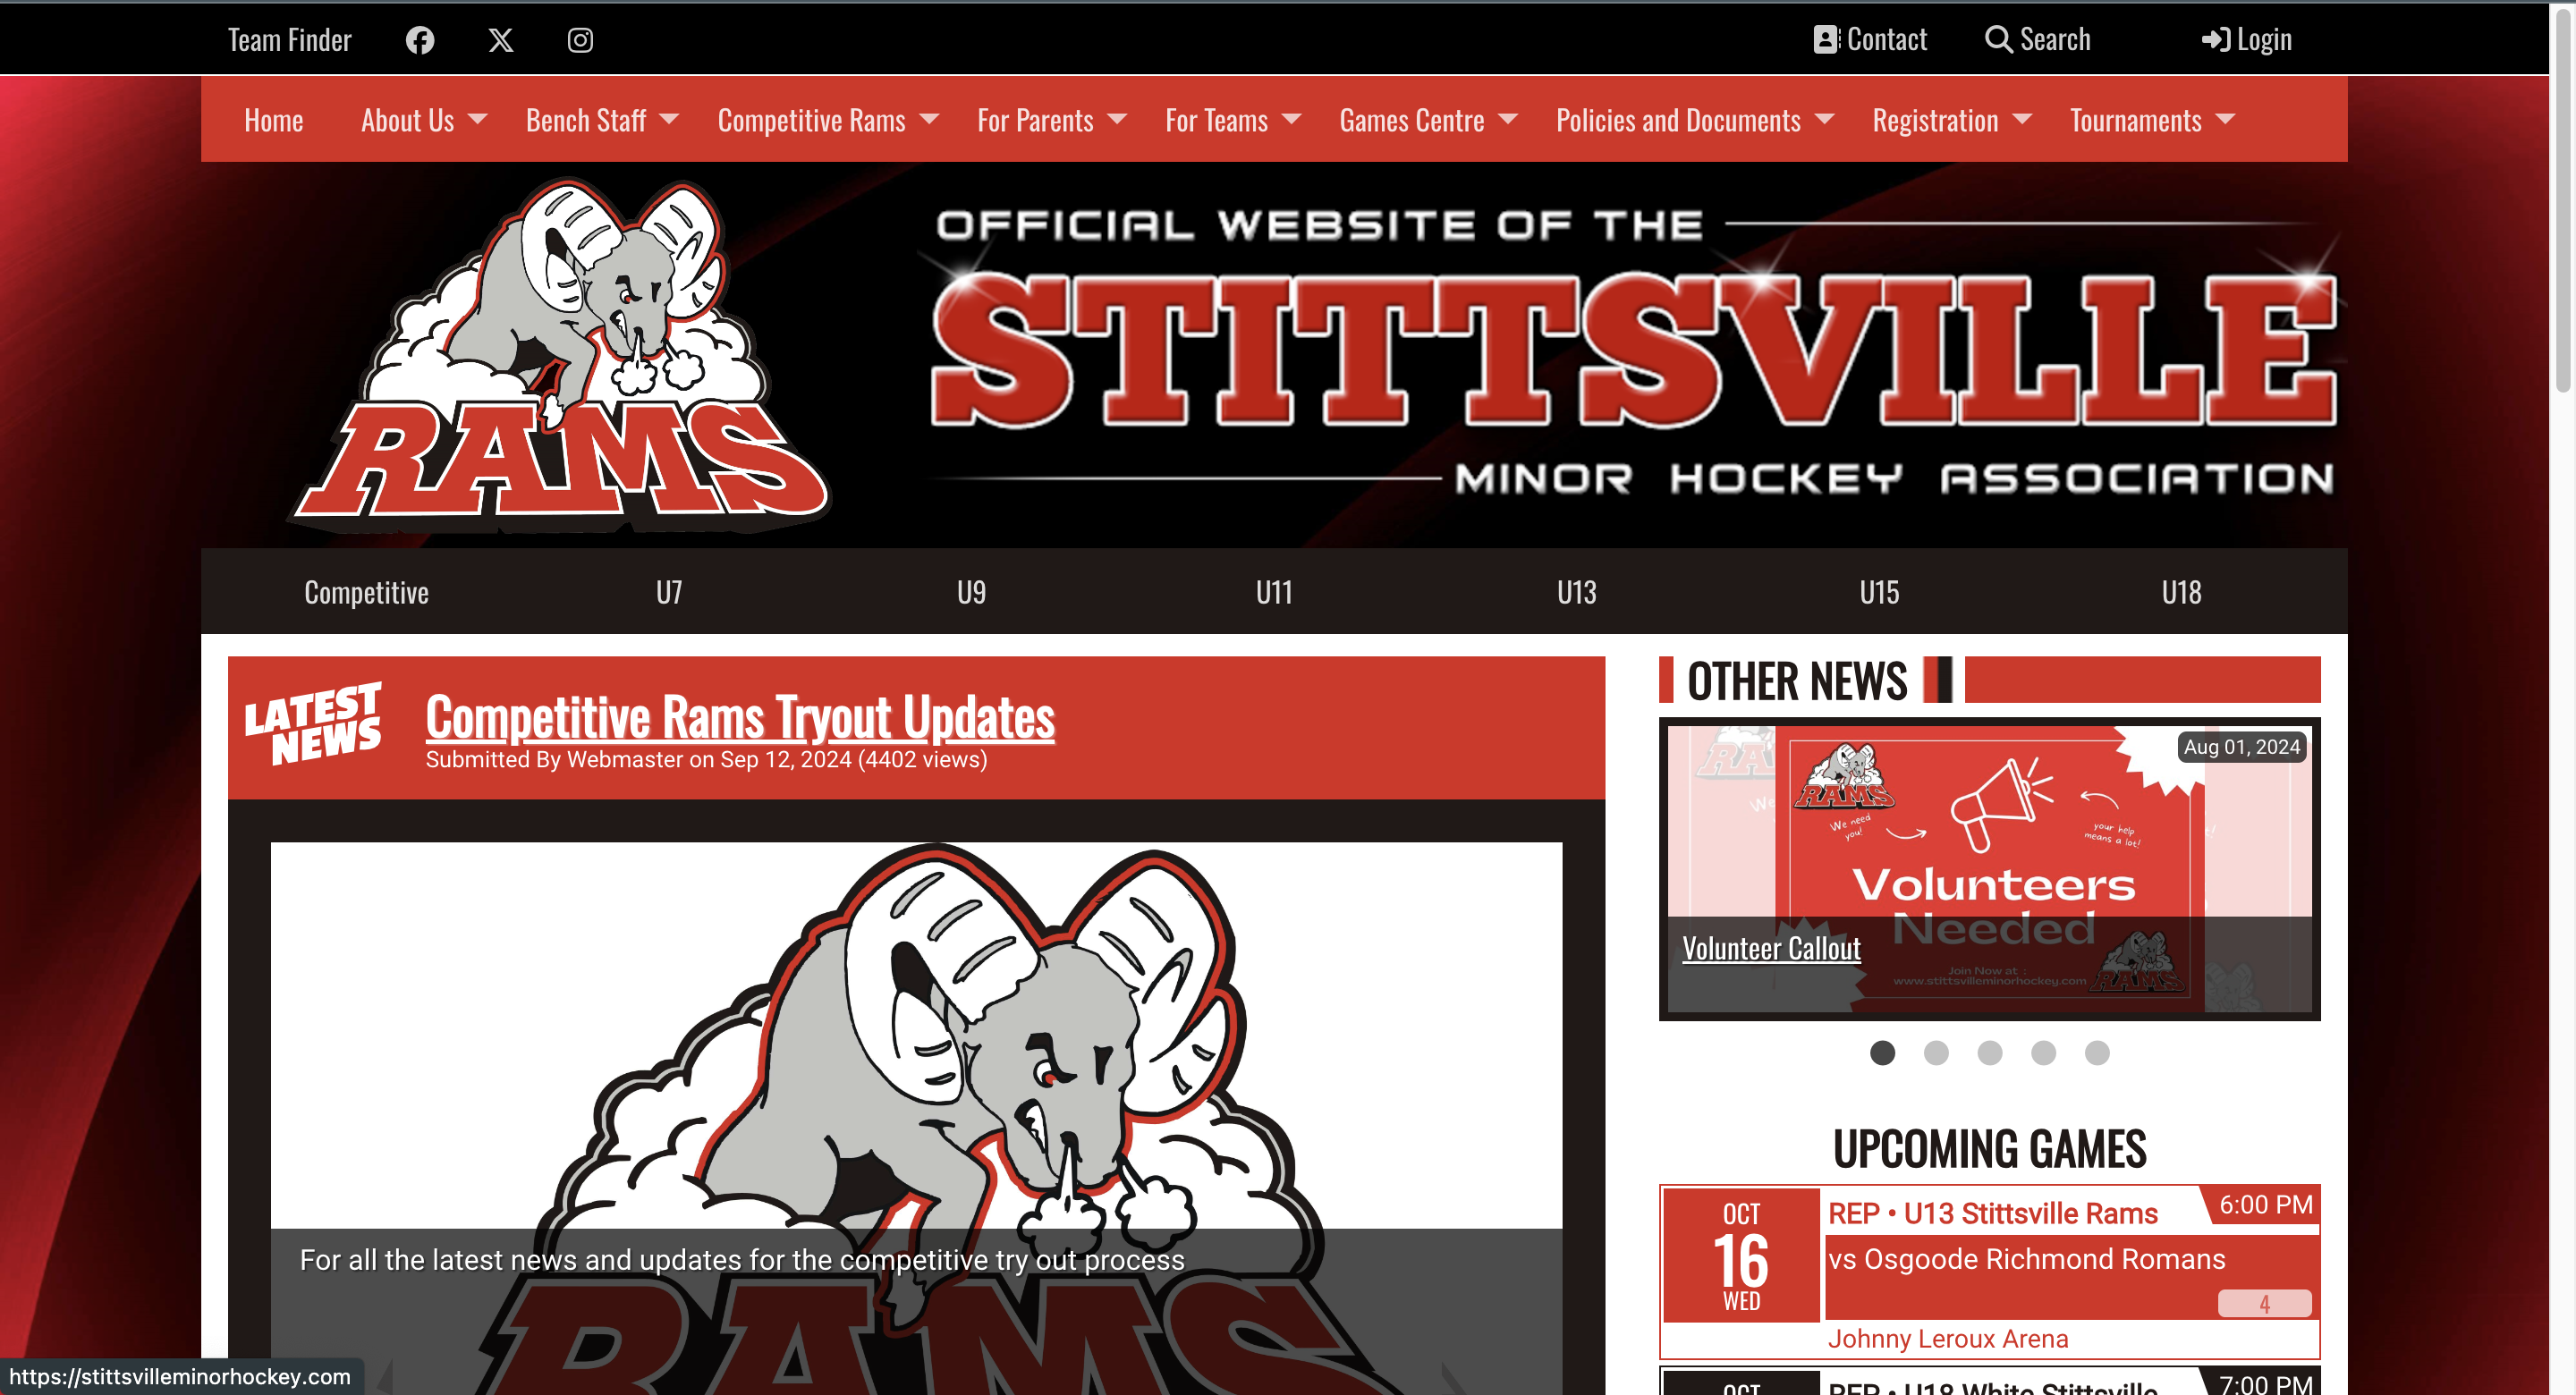 Team Finder
Contact
Search
Login
Home
About Us
Bench Staff
Competitive Rams
For Parents
For Teams
Games Centre
Policies and Documents
Registration
Tournaments
RAMS
OFFICIAL WEBSITE OF THE
STITTSVILLE
MINOR HOCKEY ASSOCIATION
Competitive
U7
U9
U11
U13
U15
U18
LATEST
NEWS
Competitive Rams Tryout Updates
Submitted By Webmaster on Sep 12, 2024 (4402 views)
For all the latest news and updates for the competitive try out process
RAMS
OTHER NEWS
Aug 01, 2024
RAMS
We need
you!
your help
means a lot!
Volunteers
Needed
Volunteer Callout
Join Now at :
www.stittsvilleminorhockey.com
RAMS
UPCOMING GAMES
OCT
16
WED
REP • U13 Stittsville Rams
6:00 PM
vs Osgoode Richmond Romans
4
Johnny Leroux Arena
OCT
REP • U18 White Stittsville
7:00 PM
https://stittsvilleminorhockey.com